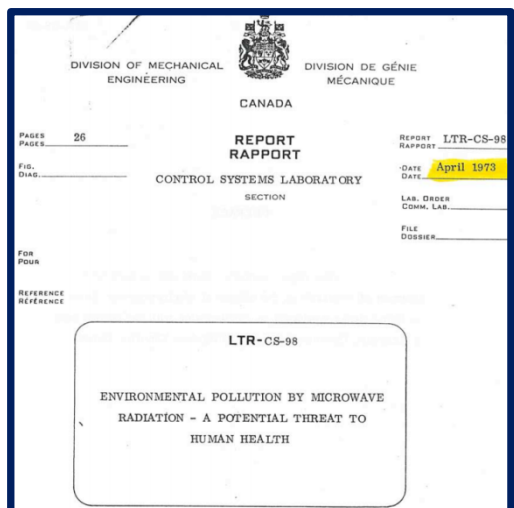 DIVISION OF MECHANICAL
ENGINEERING
DIVISION DE GÉNIE
MÉCANIQUE
CANADA
PAGES 26
PAGES
REPORT
RAPPORT
REPORT LTR-CS-98
RAPPORT
FIG.
DIAG.
CONTROL SYSTEMS LABORATORY
SECTION
DATE April 1973
DATE
LAB. ORDER
COMM. LAB.
FILE
DOSSIER
FOR
POUR
REFERENCE
RÉFÉRENCE
LTR-CS-98
ENVIRONMENTAL POLLUTION BY MICROWAVE
RADIATION - A POTENTIAL THREAT TO
HUMAN HEALTH